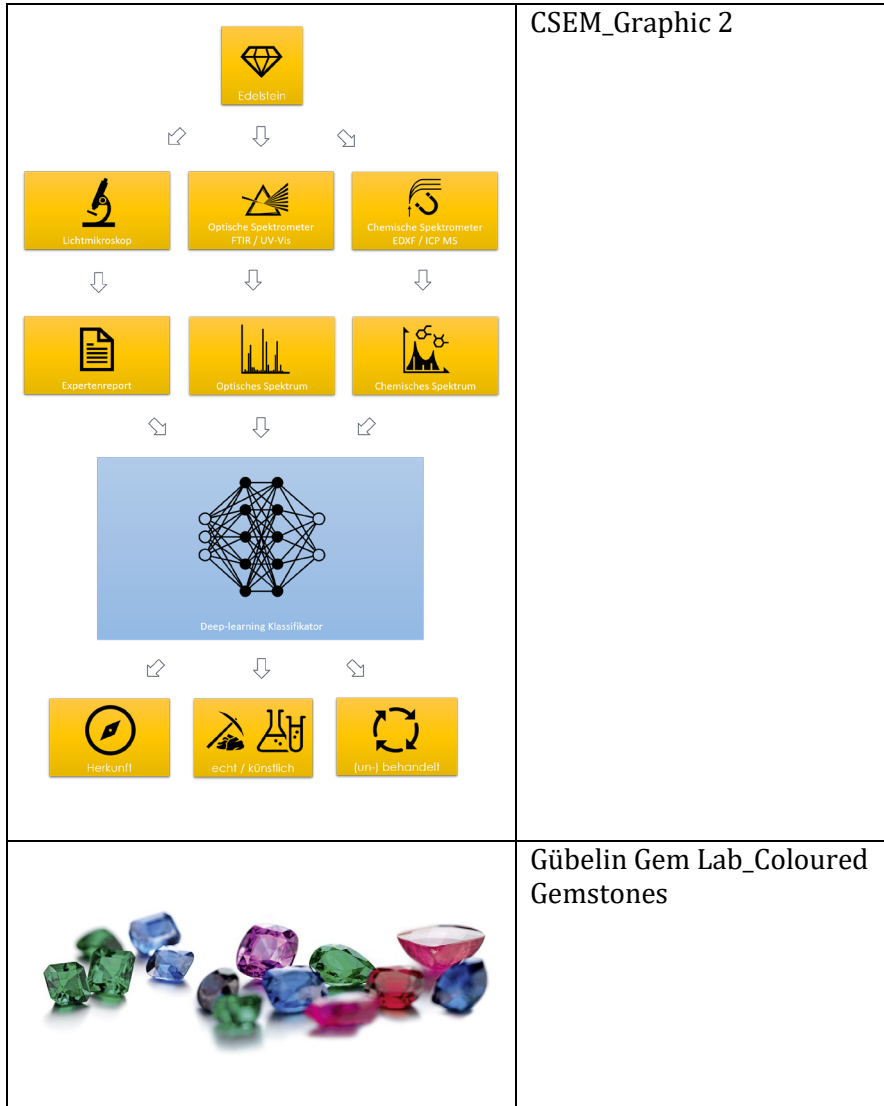 CSEM_Graphic 2
Edelstein
Lichtmikroskop
Optische Spektrometer
FTIR / UV-Vis
Chemische Spektrometer
EDXF / ICP MS
Expertenreport
Optisches Spektrum
Chemisches Spektrum
Deep-learning Klassifikator
Herkunft
echt / künstlich
(un-) behandelt
Gübelin Gem Lab_Coloured
Gemstones